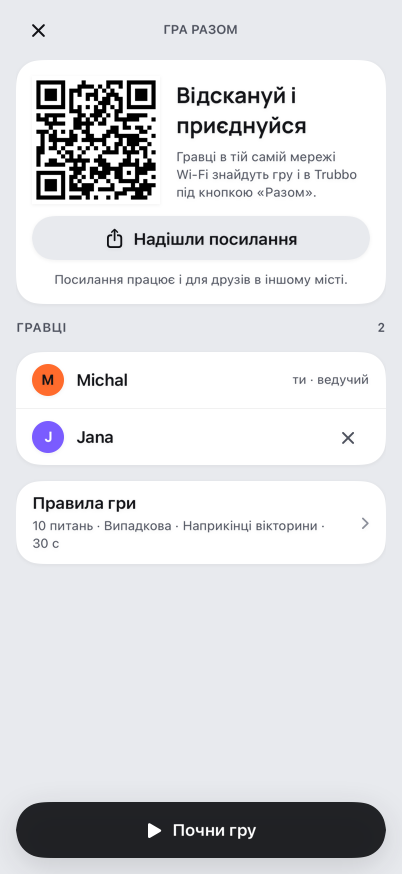 ГРА РАЗОМ
Відскануй і
приєднуйся
Гравці в тій самій мережі
Wi-Fi знайдуть гру і в Trubbo
під кнопкою «Разом».
Надішли посилання
Посилання працює і для друзів в іншому місті.
ГРАВЦІ 2
M Michal ти · ведучий
J Jana
Правила гри
10 питань · Випадкова · Наприкінці вікторини ·
30 с
Почни гру